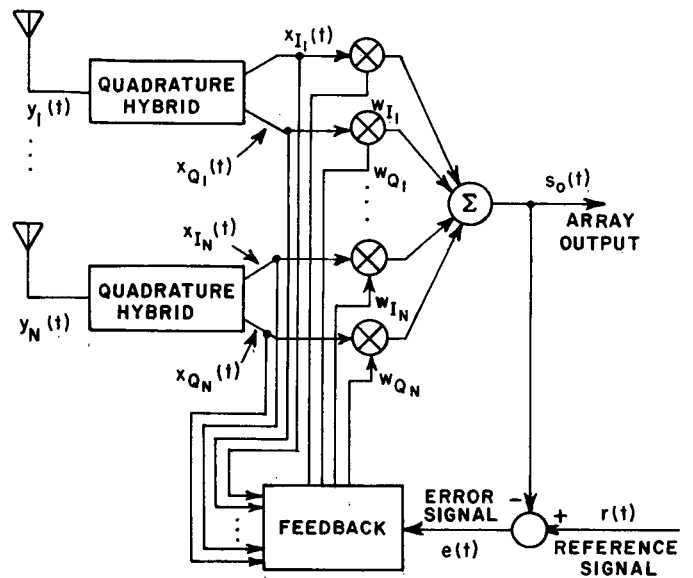 x_{I_1}(t)
QUADRATURE
HYBRID
y_1(t)
w_{I_1}
x_{Q_1}(t)
w_{Q_1}
s_o(t)
Σ
ARRAY
OUTPUT
x_{I_N}(t)
QUADRATURE
HYBRID
y_N(t)
w_{I_N}
x_{Q_N}(t)
w_{Q_N}
FEEDBACK
ERROR
SIGNAL
e(t)
−
+
r(t)
REFERENCE
SIGNAL